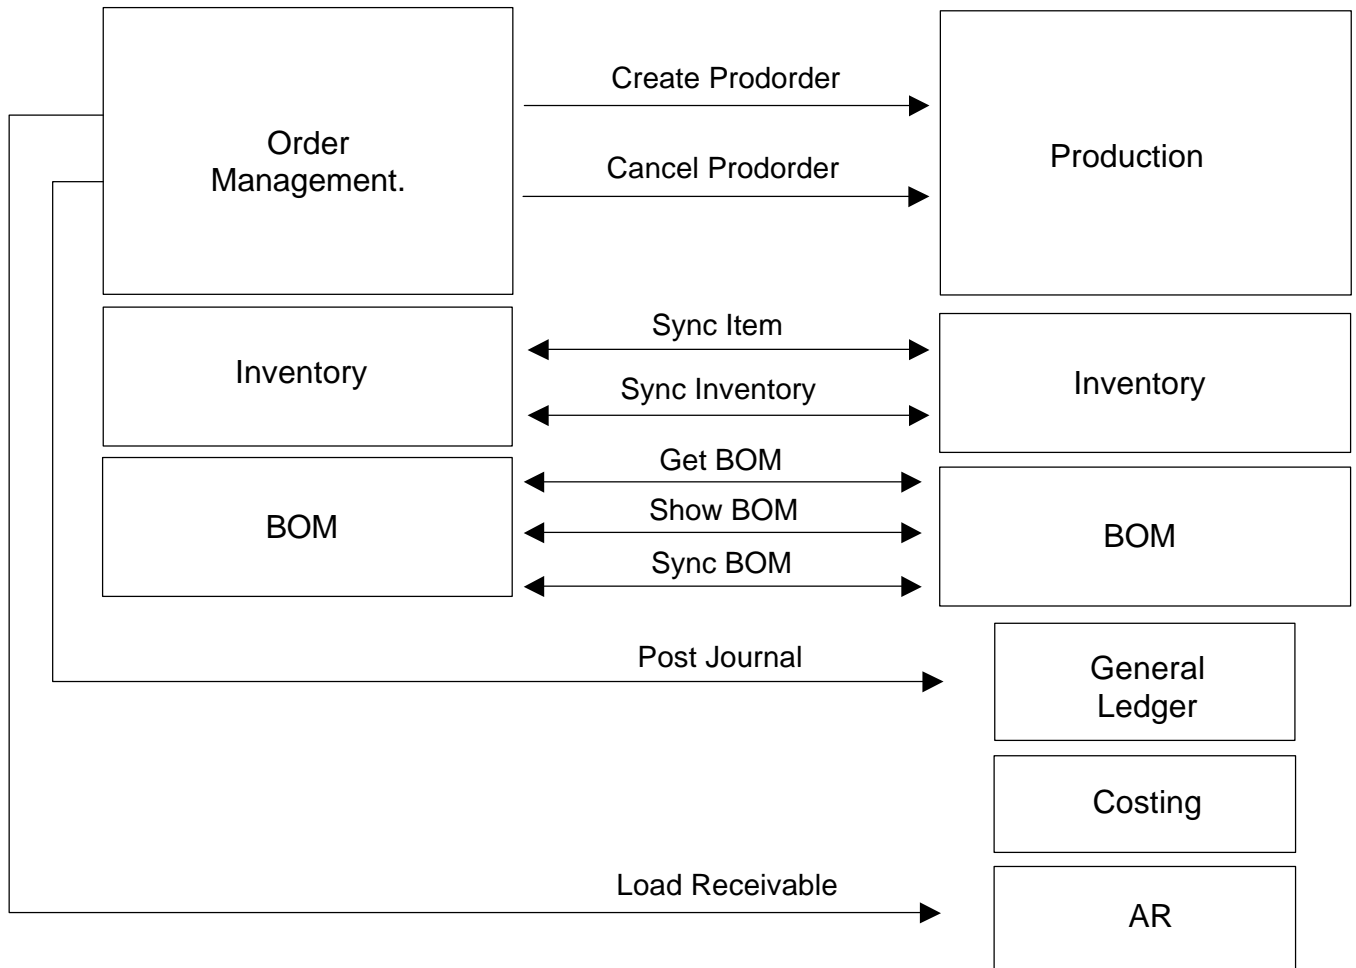 Create Prodorder
Order
Management.
Cancel Prodorder
Production
Sync Item
Inventory
Sync Inventory
Inventory
Get BOM
BOM
Show BOM
BOM
Sync BOM
Post Journal
General
Ledger
Costing
Load Receivable
AR